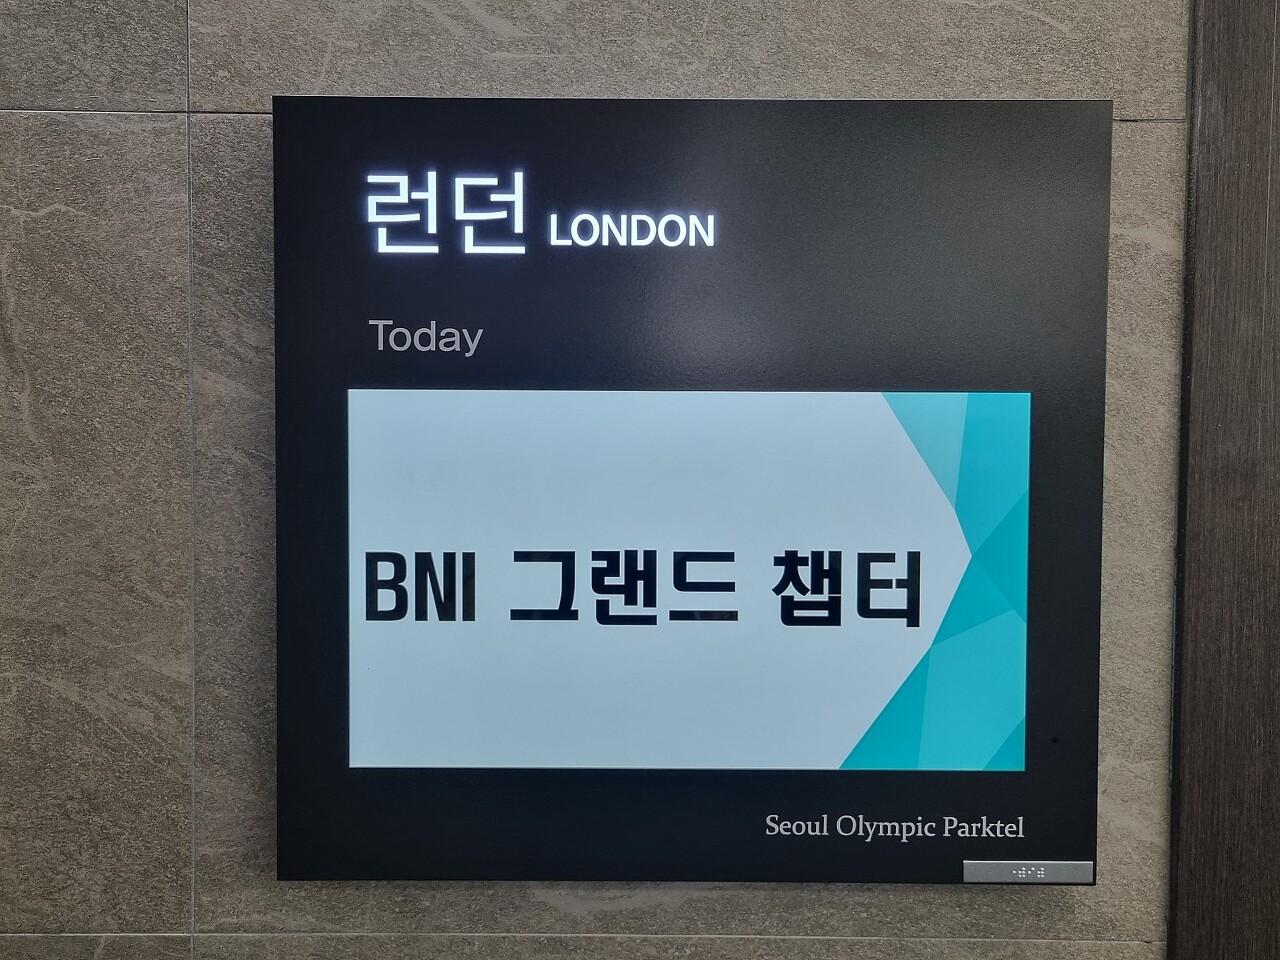 런던 LONDON
Today
BNI 그랜드 챕터
Seoul Olympic Parktel